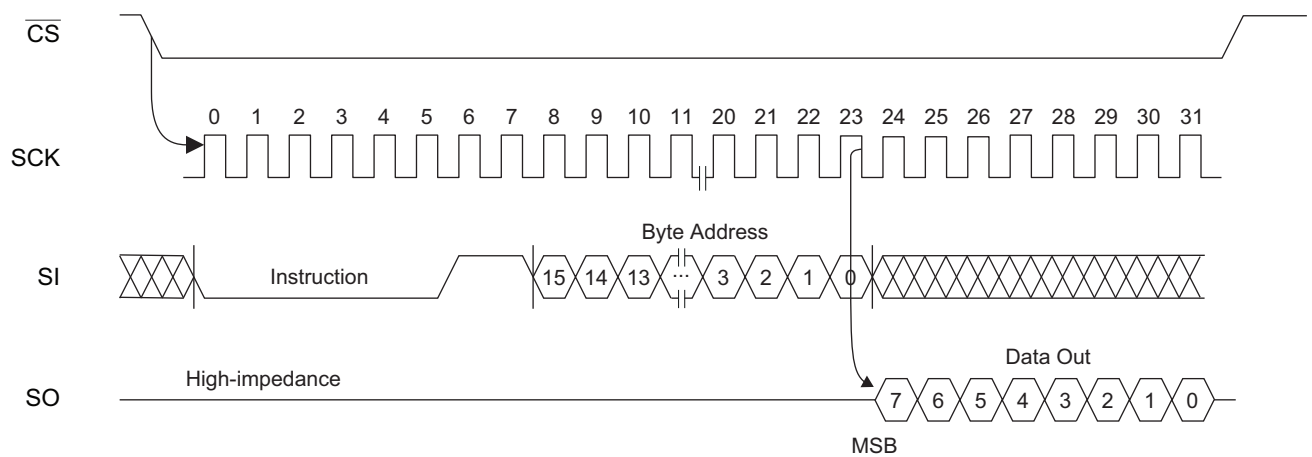 CS
0 1 2 3 4 5 6 7 8 9 10 11 20 21 22 23 24 25 26 27 28 29 30 31
SCK
Byte Address
SI Instruction 15 14 13 ... 3 2 1 0
High-impedance Data Out
SO 7 6 5 4 3 2 1 0
MSB